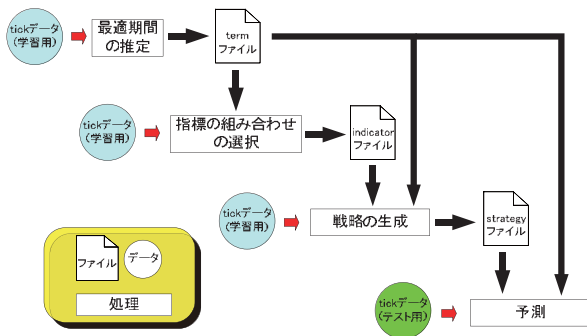 tickデータ
(学習用)
最適期間
の推定
term
ファイル
tickデータ
(学習用)
指標の組み合わせ
の選択
indicator
ファイル
tickデータ
(学習用)
戦略の生成
strategy
ファイル
ファイル
データ
処理
tickデータ
(テスト用)
予測